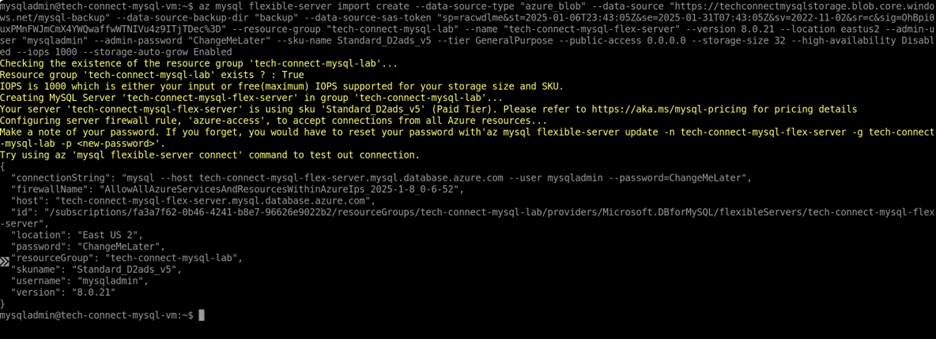 mysqladmin@tech-connect-mysql-vm:~$ az mysql flexible-server import create --data-source-type "azure_blob" --data-source "https://techconnectmysqlstorage.blob.core.windo
ws.net/mysql-backup" --data-source-backup-dir "backup" --data-source-sas-token "sp=racwdlme&st=2025-01-06T23:43:05Z&se=2025-01-31T07:43:05Z&sv=2022-11-02&sr=c&sig=OhBpi0
uxPMnFWJmCmX4YWQwaffwWTNIVu4z9ITjTDec%3D" --resource-group "tech-connect-mysql-lab" --name "tech-connect-mysql-flex-server" --version 8.0.21 --location eastus2 --admin-u
ser "mysqladmin" --admin-password "ChangeMeLater" --sku-name Standard_D2ads_v5 --tier GeneralPurpose --public-access 0.0.0.0 --storage-size 32 --high-availability Disabl
ed --iops 1000 --storage-auto-grow Enabled
Checking the existence of the resource group 'tech-connect-mysql-lab'...
Resource group 'tech-connect-mysql-lab' exists ? : True
IOPS is 1000 which is either your input or free(maximum) IOPS supported for your storage size and SKU.
Creating MySQL Server 'tech-connect-mysql-flex-server' in group 'tech-connect-mysql-lab'...
Your server 'tech-connect-mysql-flex-server' is using sku 'Standard_D2ads_v5' (Paid Tier). Please refer to https://aka.ms/mysql-pricing for pricing details
Configuring server firewall rule, 'azure-access', to accept connections from all Azure resources...
Make a note of your password. If you forget, you would have to reset your password with'az mysql flexible-server update -n tech-connect-mysql-flex-server -g tech-connect
-mysql-lab -p <new-password>'.
Try using az 'mysql flexible-server connect' command to test out connection.
{
"connectionString": "mysql --host tech-connect-mysql-flex-server.mysql.database.azure.com --user mysqladmin --password=ChangeMeLater",
"firewallName": "AllowAllAzureServicesAndResourcesWithinAzureIps_2025-1-8_0-6-52",
"host": "tech-connect-mysql-flex-server.mysql.database.azure.com",
"id": "/subscriptions/fa3a7f62-0b46-4241-b8e7-96626e9022b2/resourceGroups/tech-connect-mysql-lab/providers/Microsoft.DBforMySQL/flexibleServers/tech-connect-mysql-flex
-server",
"location": "East US 2",
"password": "ChangeMeLater",
"resourceGroup": "tech-connect-mysql-lab",
"skuname": "Standard_D2ads_v5",
"username": "mysqladmin",
"version": "8.0.21"
}
mysqladmin@tech-connect-mysql-vm:~$